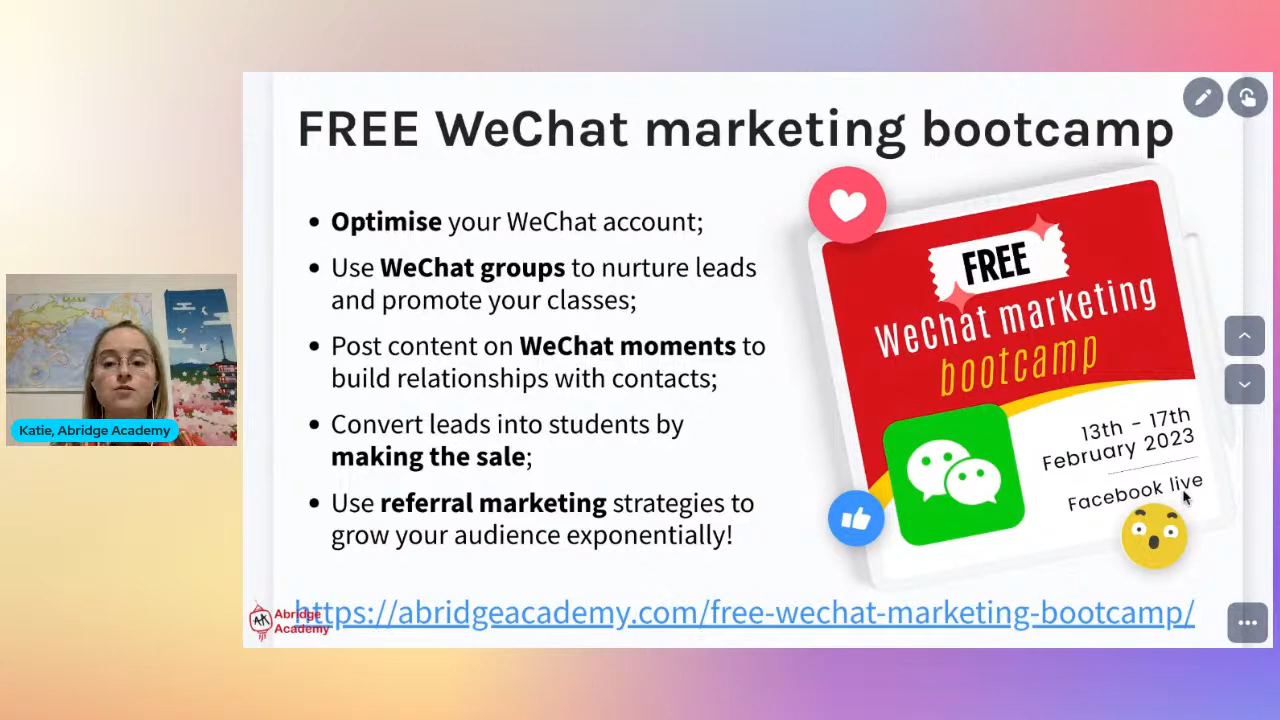 FREE WeChat marketing bootcamp
• Optimise your WeChat account;
• Use WeChat groups to nurture leads
and promote your classes;
• Post content on WeChat moments to
build relationships with contacts;
• Convert leads into students by
making the sale;
• Use referral marketing strategies to
grow your audience exponentially!
FREE
WeChat marketing
bootcamp
13th - 17th
February 2023
Facebook live
Katie, Abridge Academy
AK
Abridge
Academy
https://abridgeacademy.com/free-wechat-marketing-bootcamp/